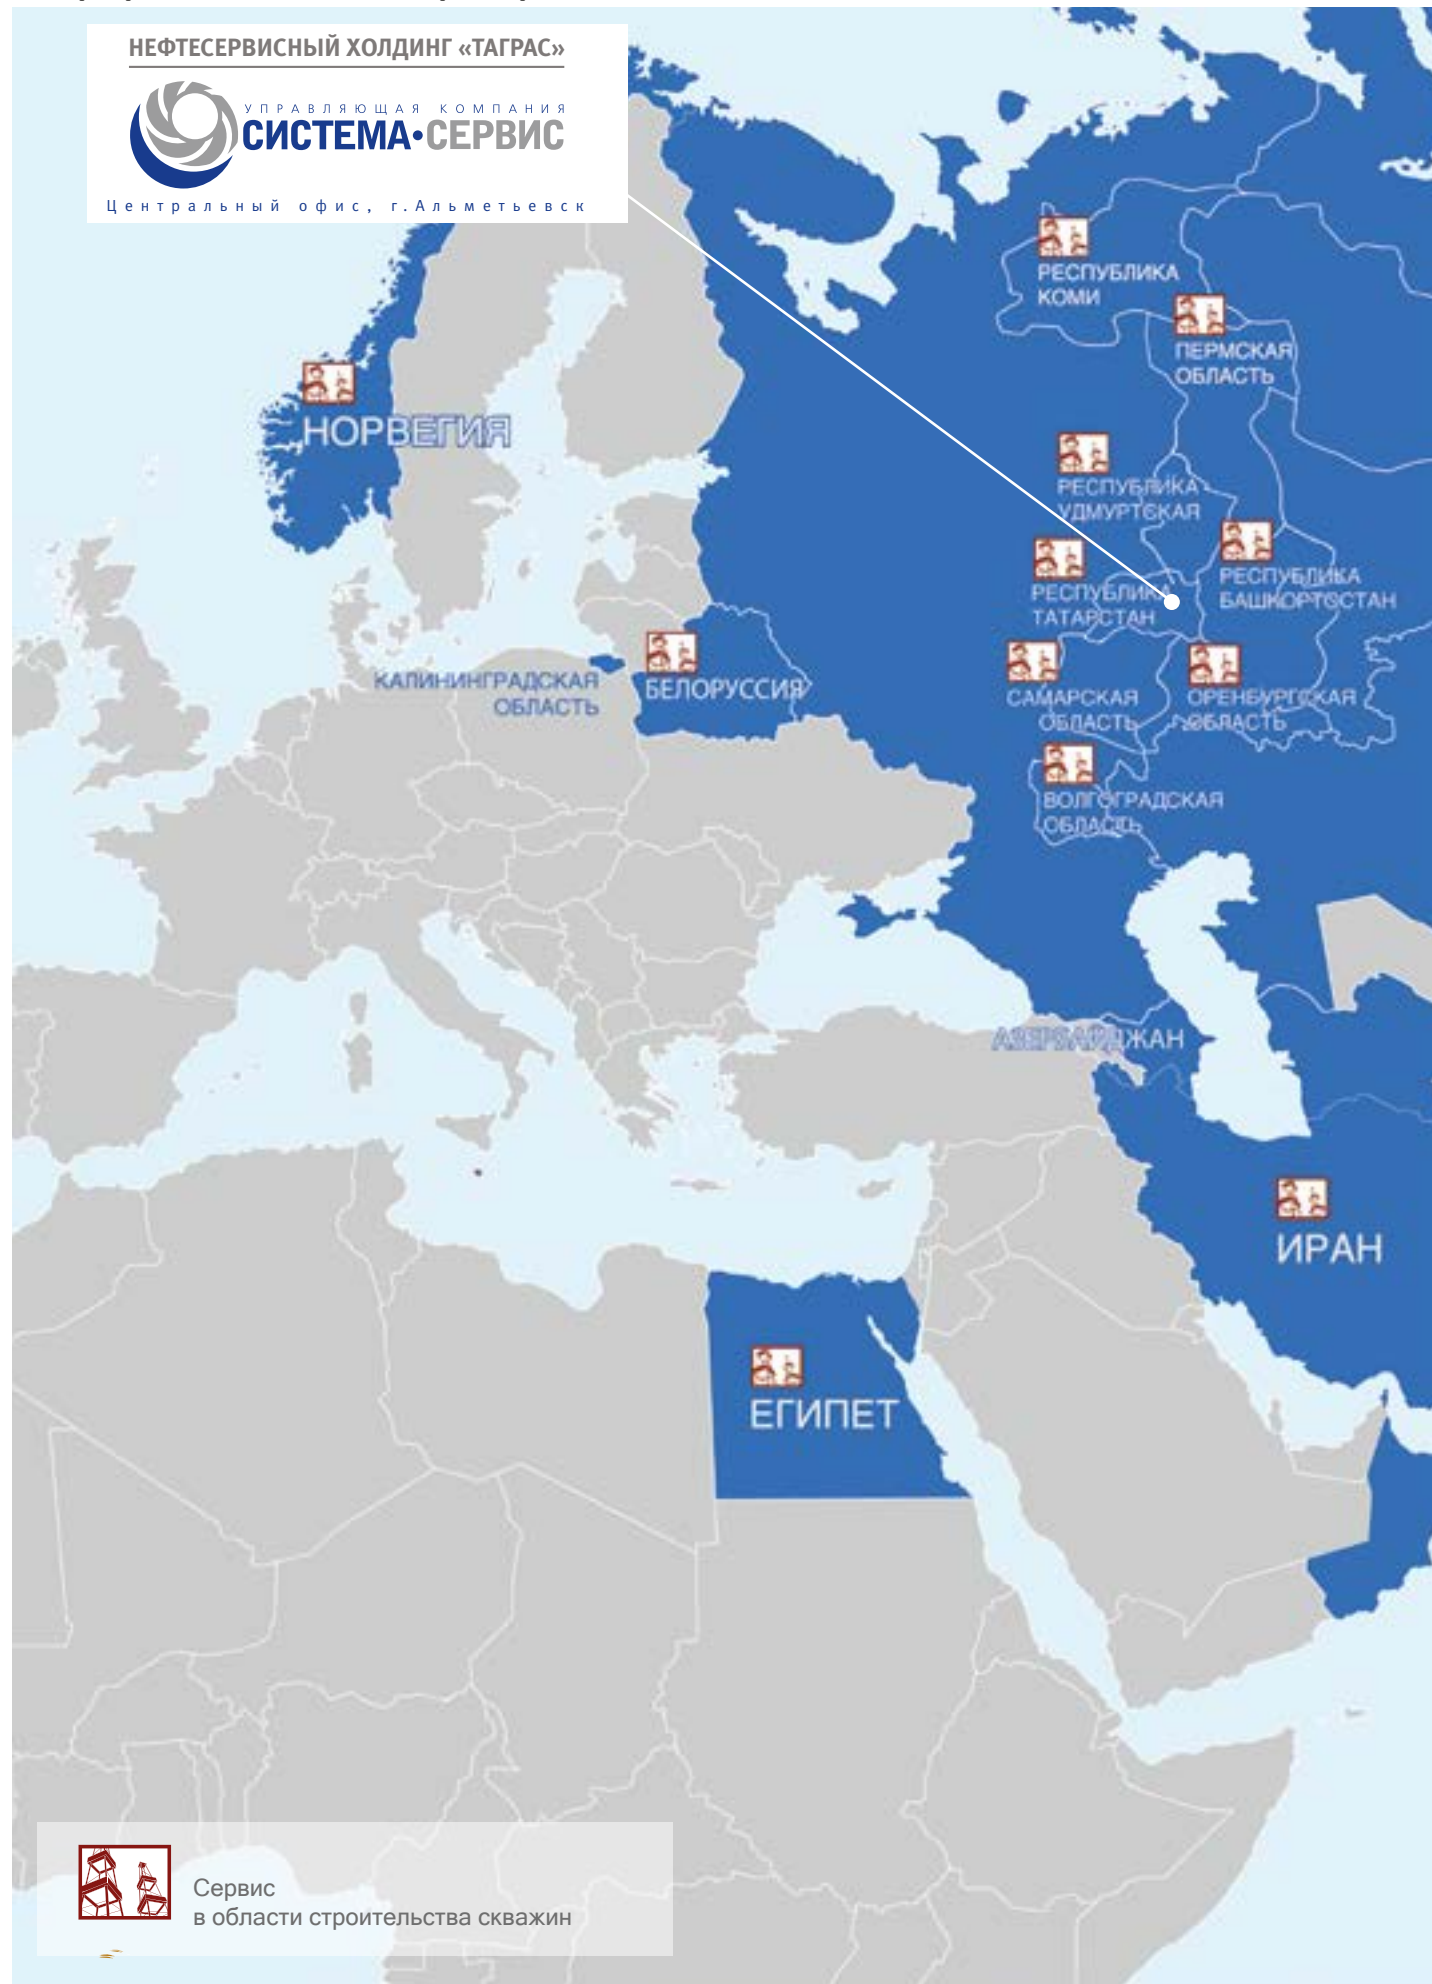 НЕФТЕСЕРВИСНЫЙ ХОЛДИНГ «ТАГРАС»
УПРАВЛЯЮЩАЯ КОМПАНИЯ
СИСТЕМА•СЕРВИС
Центральный офис, г.Альметьевск
РЕСПУБЛИКА
КОМИ
ПЕРМСКАЯ
ОБЛАСТЬ
НОРВЕГИЯ
РЕСПУБЛИКА
УДМУРТСКАЯ
РЕСПУБЛИКА
БАШКОРТОСТАН
РЕСПУБЛИКА
ТАТАРСТАН
КАЛИНИНГРАДСКАЯ
ОБЛАСТЬ
БЕЛОРУССИЯ
САМАРСКАЯ
ОБЛАСТЬ
ОРЕНБУРГСКАЯ
ОБЛАСТЬ
ВОЛГОГРАДСКАЯ
ОБЛАСТЬ
АЗЕРБАЙДЖАН
ИРАН
ЕГИПЕТ
Сервис
в области строительства скважин